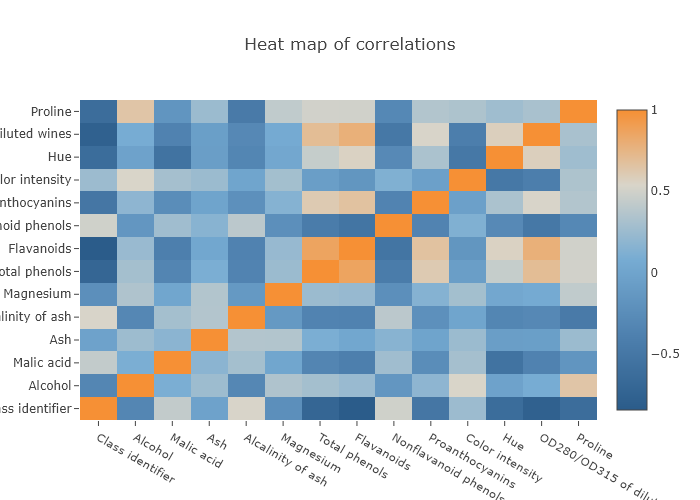 Heat map of correlations
Proline
iluted wines
Hue
lor intensity
nthocyanins
noid phenols
Flavanoids
otal phenols
Magnesium
alinity of ash
Ash
Malic acid
Alcohol
ass identifier
Class identifier
Alcohol
Malic acid
Ash
Alcalinity of ash
Magnesium
Total phenols
Flavanoids
Nonflavanoid phenols
Proanthocyanins
Color intensity
Hue
OD280/OD315 of dilu
Proline
1
0.5
0
−0.5